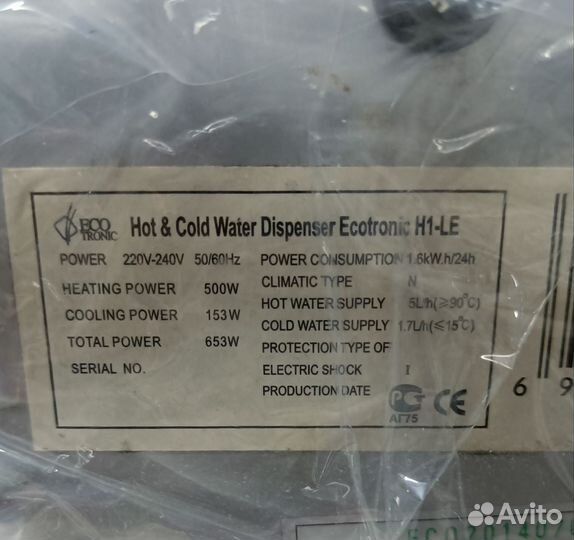 ECO
TRONIC
Hot & Cold Water Dispenser Ecotronic H1-LE
POWER 220V-240V 50/60Hz
HEATING POWER 500W
COOLING POWER 153W
TOTAL POWER 653W
SERIAL NO.
POWER CONSUMPTION 1.6kW.h/24h
CLIMATIC TYPE N
HOT WATER SUPPLY 5L/h(≥90°C)
COLD WATER SUPPLY 1.7L/h(≤15°C)
PROTECTION TYPE OF
ELECTRIC SHOCK I
PRODUCTION DATE
РСТ CE
АГ75
6 9
Avito